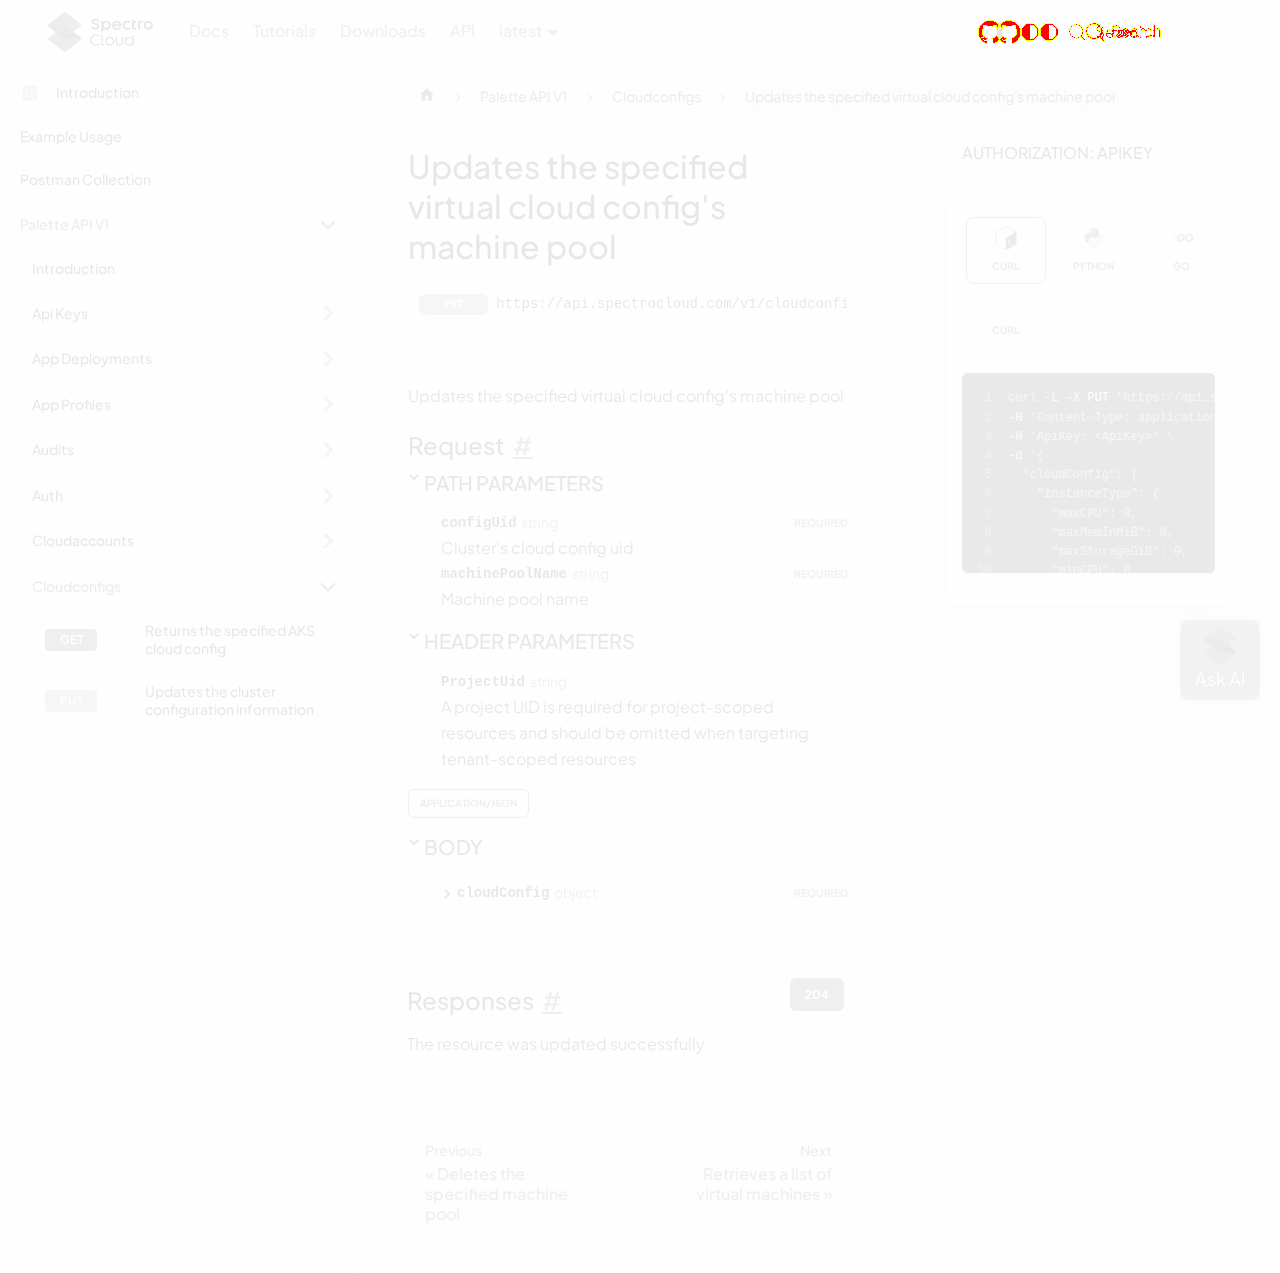 Spectro
Cloud
Docs
Tutorials
Downloads
API
latest
Search
Introduction
Example Usage
Postman Collection
Palette API V1
Introduction
Api Keys
App Deployments
App Profiles
Audits
Auth
Cloudaccounts
Cloudconfigs
GET
Returns the specified AKS
cloud config
PUT
Updates the cluster
configuration information
Palette API V1
Cloudconfigs
Updates the specified virtual cloud config's machine pool
Updates the specified
virtual cloud config's
machine pool
PUT
https://api.spectrocloud.com/v1/cloudconfi
Updates the specified virtual cloud config's machine pool
Request #
PATH PARAMETERS
configUid string
REQUIRED
Cluster's cloud config uid
machinePoolName string
REQUIRED
Machine pool name
HEADER PARAMETERS
ProjectUid string
A project UID is required for project-scoped
resources and should be omitted when targeting
tenant-scoped resources
APPLICATION/JSON
BODY
cloudConfig object
REQUIRED
Responses #
204
The resource was updated successfully
Previous
« Deletes the
specified machine
pool
Next
Retrieves a list of
virtual machines »
AUTHORIZATION: APIKEY
CURL
PYTHON
GO
GO
CURL
1 curl -L -X PUT 'https://api.s
2 -H 'Content-Type: application
3 -H 'ApiKey: <ApiKey>' \
4 -d '{
5 "cloudConfig": {
6 "instanceType": {
7 "maxCPU": 0,
8 "maxMemInMiB": 0,
9 "maxStorageGiB": 0,
10 "minCPU": 0,
Ask AI